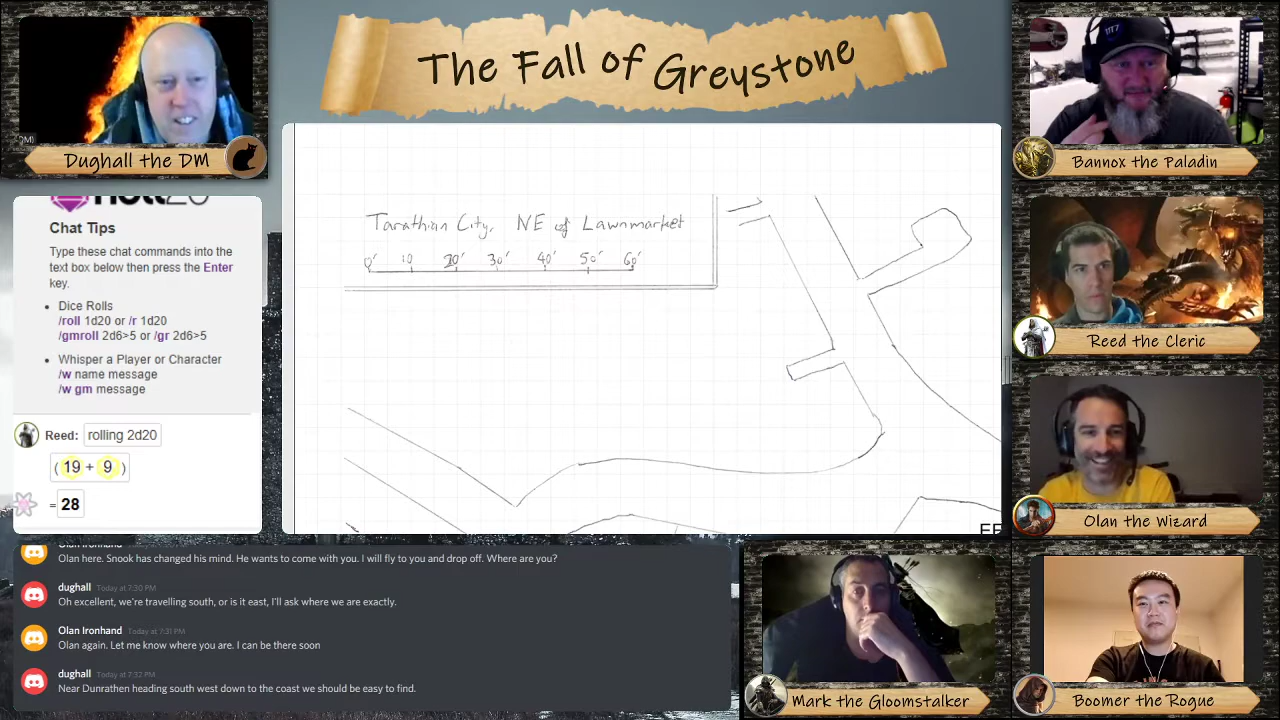 The Fall of Greystone
Dughall the DM
Chat Tips
Type these chat commands into the
text box below then press the Enter
key.
• Dice Rolls
/roll 1d20 or /r 1d20
/gmroll 2d6>5 or /gr 2d6>5
• Whisper a Player or Character
/w name message
/w gm message
Reed: rolling 2d20
( 19 + 9 )
= 28
Tarathian City, NE of Lawnmarket
0' 10 20' 30' 40' 50' 60'
Bannox the Paladin
Reed the Cleric
Olan the Wizard
Olan Ironhand
Olan here. Snook has changed his mind. He wants to come with you. I will fly to you and drop off. Where are you?
dughall Today at 7:30 PM
Oh excellent, we're travelling south, or is it east, I'll ask where we are exactly.
Olan Ironhand Today at 7:31 PM
Olan again. Let me know where you are. I can be there soon
dughall Today at 7:32 PM
Near Dunrathen heading south west down to the coast we should be easy to find.
Mark the Gloomstalker
Boomer the Rogue